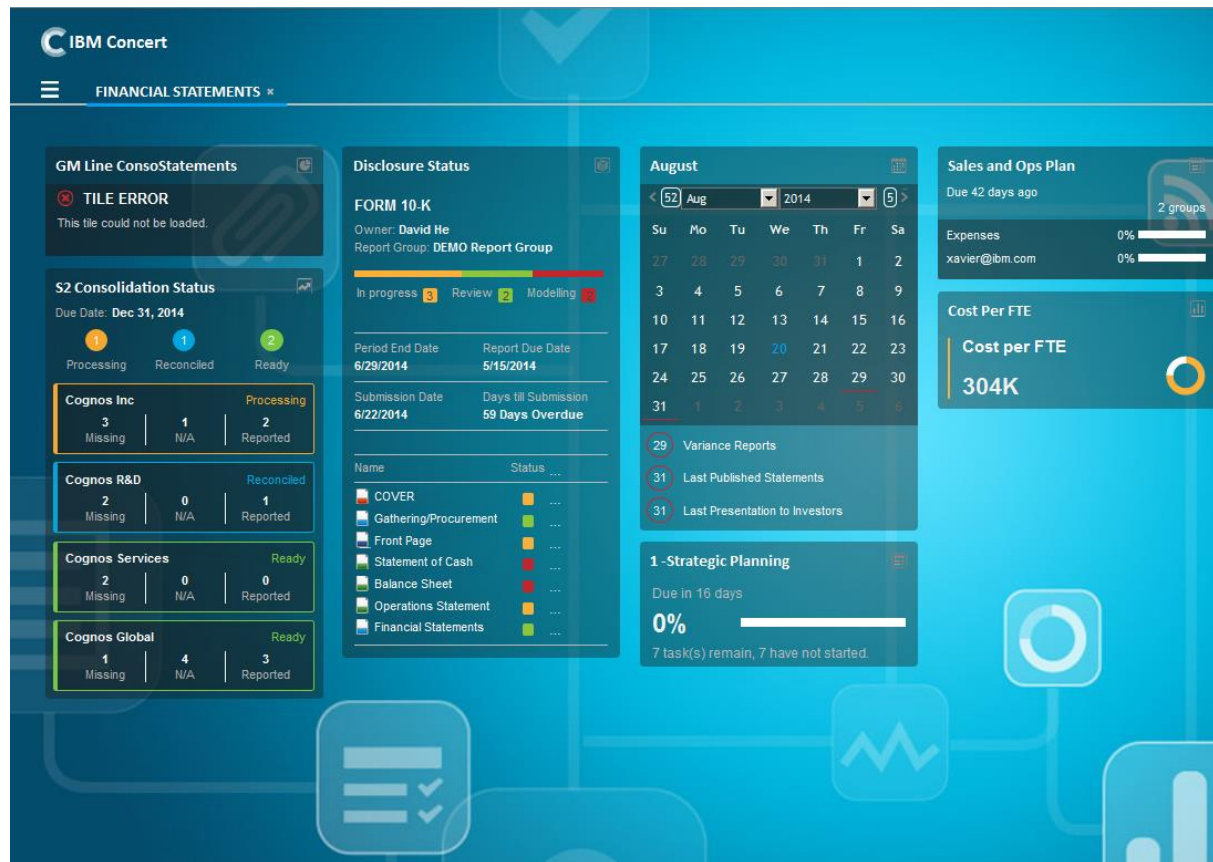 IBM Concert
FINANCIAL STATEMENTS ×
GM Line ConsoStatements
TILE ERROR
This tile could not be loaded.
S2 Consolidation Status
Due Date: Dec 31, 2014
1 1 2
Processing Reconciled Ready
Cognos Inc Processing
3 1 2
Missing N/A Reported
Cognos R&D Reconciled
2 0 1
Missing N/A Reported
Cognos Services Ready
2 0 0
Missing N/A Reported
Cognos Global Ready
1 4 3
Missing N/A Reported
Disclosure Status
FORM 10-K
Owner: David He
Report Group: DEMO Report Group
In progress 3 Review 2 Modelling
Period End Date Report Due Date
6/29/2014 5/15/2014
Submission Date Days till Submission
6/22/2014 59 Days Overdue
Name Status ...
COVER ...
Gathering/Procurement ...
Front Page ...
Statement of Cash ...
Balance Sheet ...
Operations Statement ...
Financial Statements ...
August
< 52 Aug 2014 5 >
Su Mo Tu We Th Fr Sa
27 28 29 30 31 1 2
3 4 5 6 7 8 9
10 11 12 13 14 15 16
17 18 19 20 21 22 23
24 25 26 27 28 29 30
31 1 2 3 4 5 6
29 Variance Reports
31 Last Published Statements
31 Last Presentation to Investors
1 -Strategic Planning
Due in 16 days
0%
7 task(s) remain, 7 have not started.
Sales and Ops Plan
Due 42 days ago
2 groups
Expenses 0%
xavier@ibm.com 0%
Cost Per FTE
Cost per FTE
304K